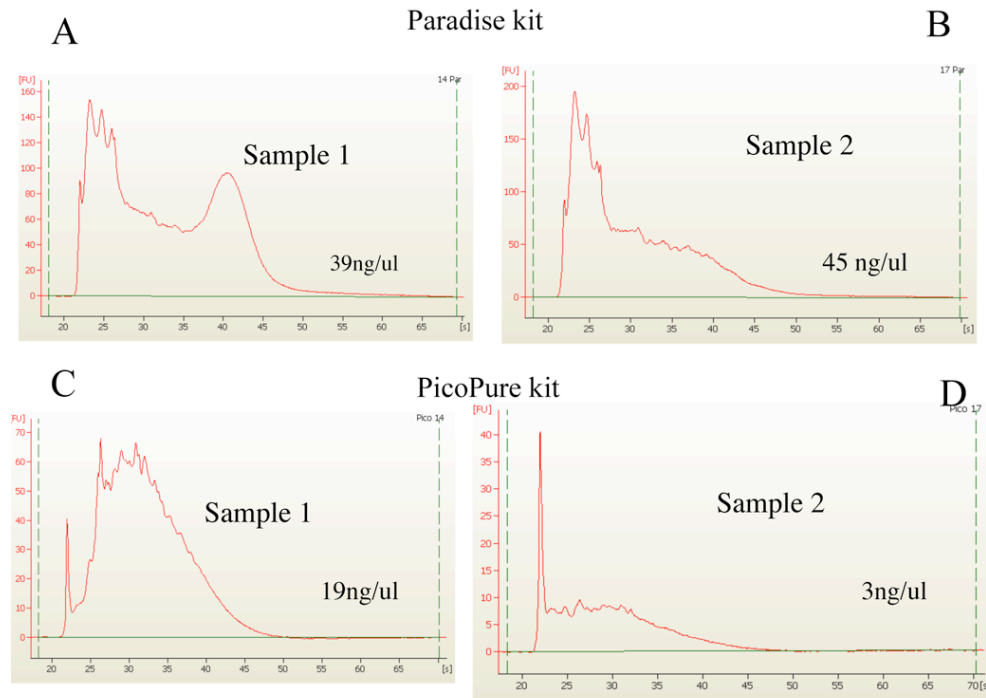 A
Paradise kit
B
[FU]
14 Par
160
140
120
100
80
60
40
20
0
Sample 1
39ng/ul
20 25 30 35 40 45 50 55 60 65 [s]
[FU]
17 Par
200
150
100
50
0
Sample 2
45 ng/ul
20 25 30 35 40 45 50 55 60 65 [s]
C
PicoPure kit
D
FU]
Pico 14
70
60
50
40
30
20
10
0
Sample 1
19ng/ul
20 25 30 35 40 45 50 55 60 65 [s]
[FU]
Pico 17
40
35
30
25
20
15
10
5
0
Sample 2
3ng/ul
20 25 30 35 40 45 50 55 60 65 70[s]